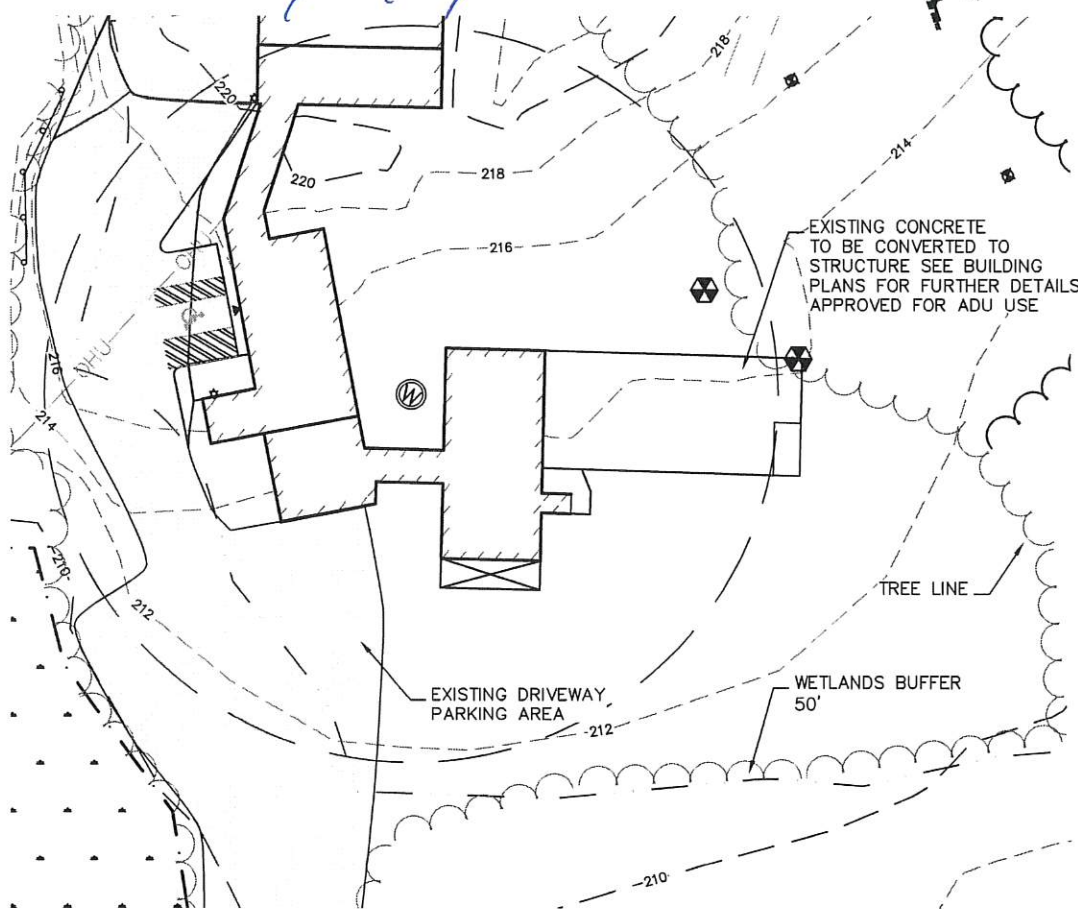 218
220
214
218
220
216
EXISTING CONCRETE
TO BE CONVERTED TO
STRUCTURE SEE BUILDING
PLANS FOR FURTHER DETAILS
APPROVED FOR ADU USE
OHU
OHU
216
W
214
210
TREE LINE
212
WETLANDS BUFFER
50'
EXISTING DRIVEWAY
PARKING AREA
212
210